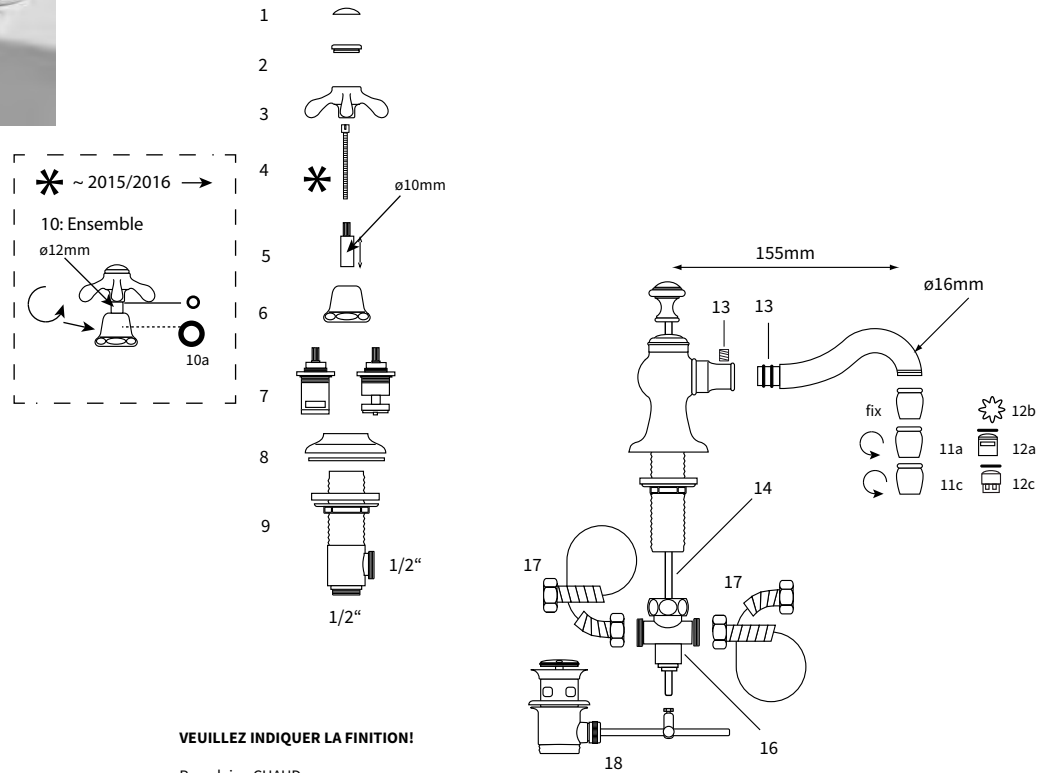 1
2
3
4
5
6
7
8
9
~ 2015/2016
10: Ensemble
ø12mm
10a
ø10mm
1/2“
1/2“
155mm
ø16mm
13
13
fix
12b
11a
12a
11c
12c
14
17
17
16
18
VEUILLEZ INDIQUER LA FINITION!